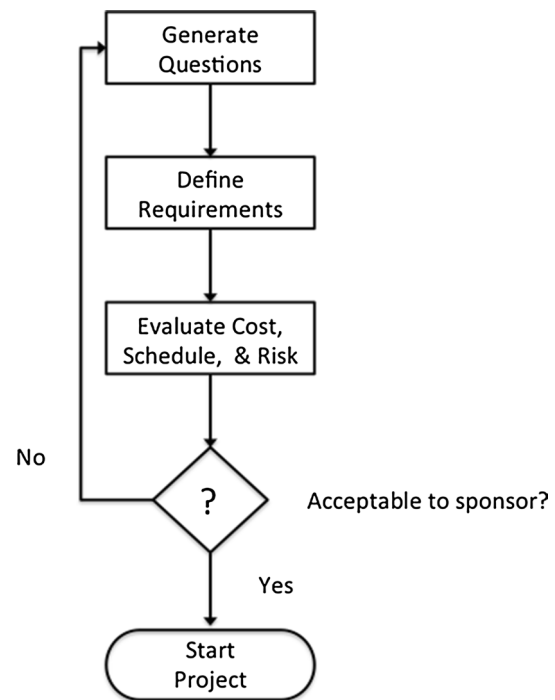 Generate
Questions
Define
Requirements
Evaluate Cost,
Schedule, & Risk
No
?
Acceptable to sponsor?
Yes
Start
Project